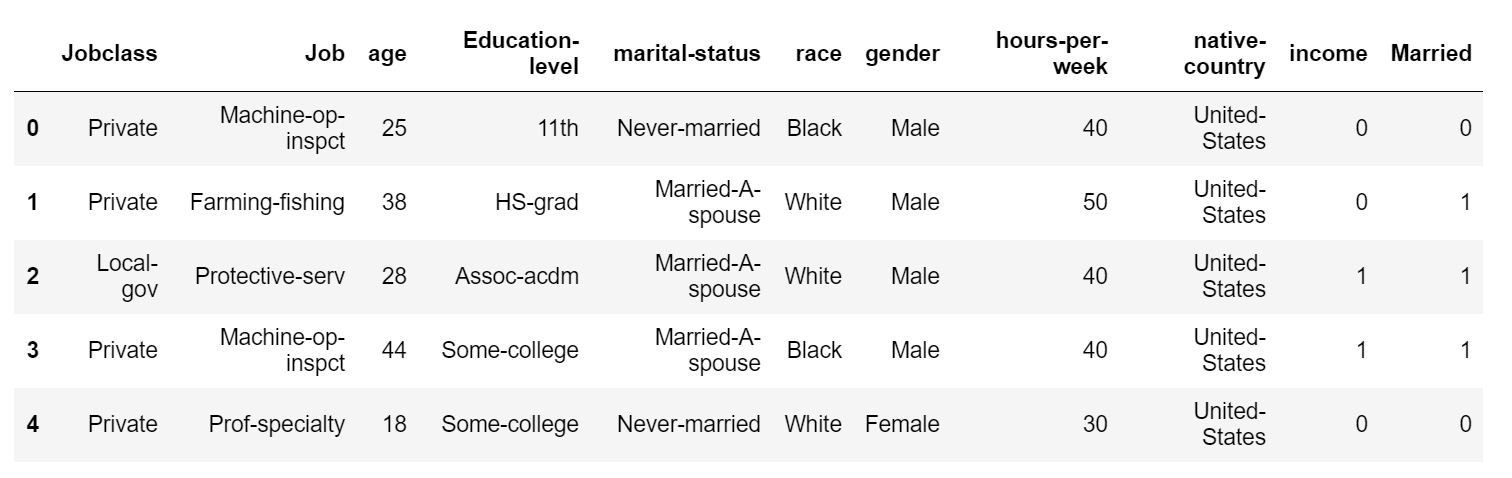 Jobclass Job age Education-level marital-status race gender hours-per-week native-country income Married
0 Private Machine-op-inspct 25 11th Never-married Black Male 40 United-States 0 0
1 Private Farming-fishing 38 HS-grad Married-A-spouse White Male 50 United-States 0 1
2 Local-gov Protective-serv 28 Assoc-acdm Married-A-spouse White Male 40 United-States 1 1
3 Private Machine-op-inspct 44 Some-college Married-A-spouse Black Male 40 United-States 1 1
4 Private Prof-specialty 18 Some-college Never-married White Female 30 United-States 0 0